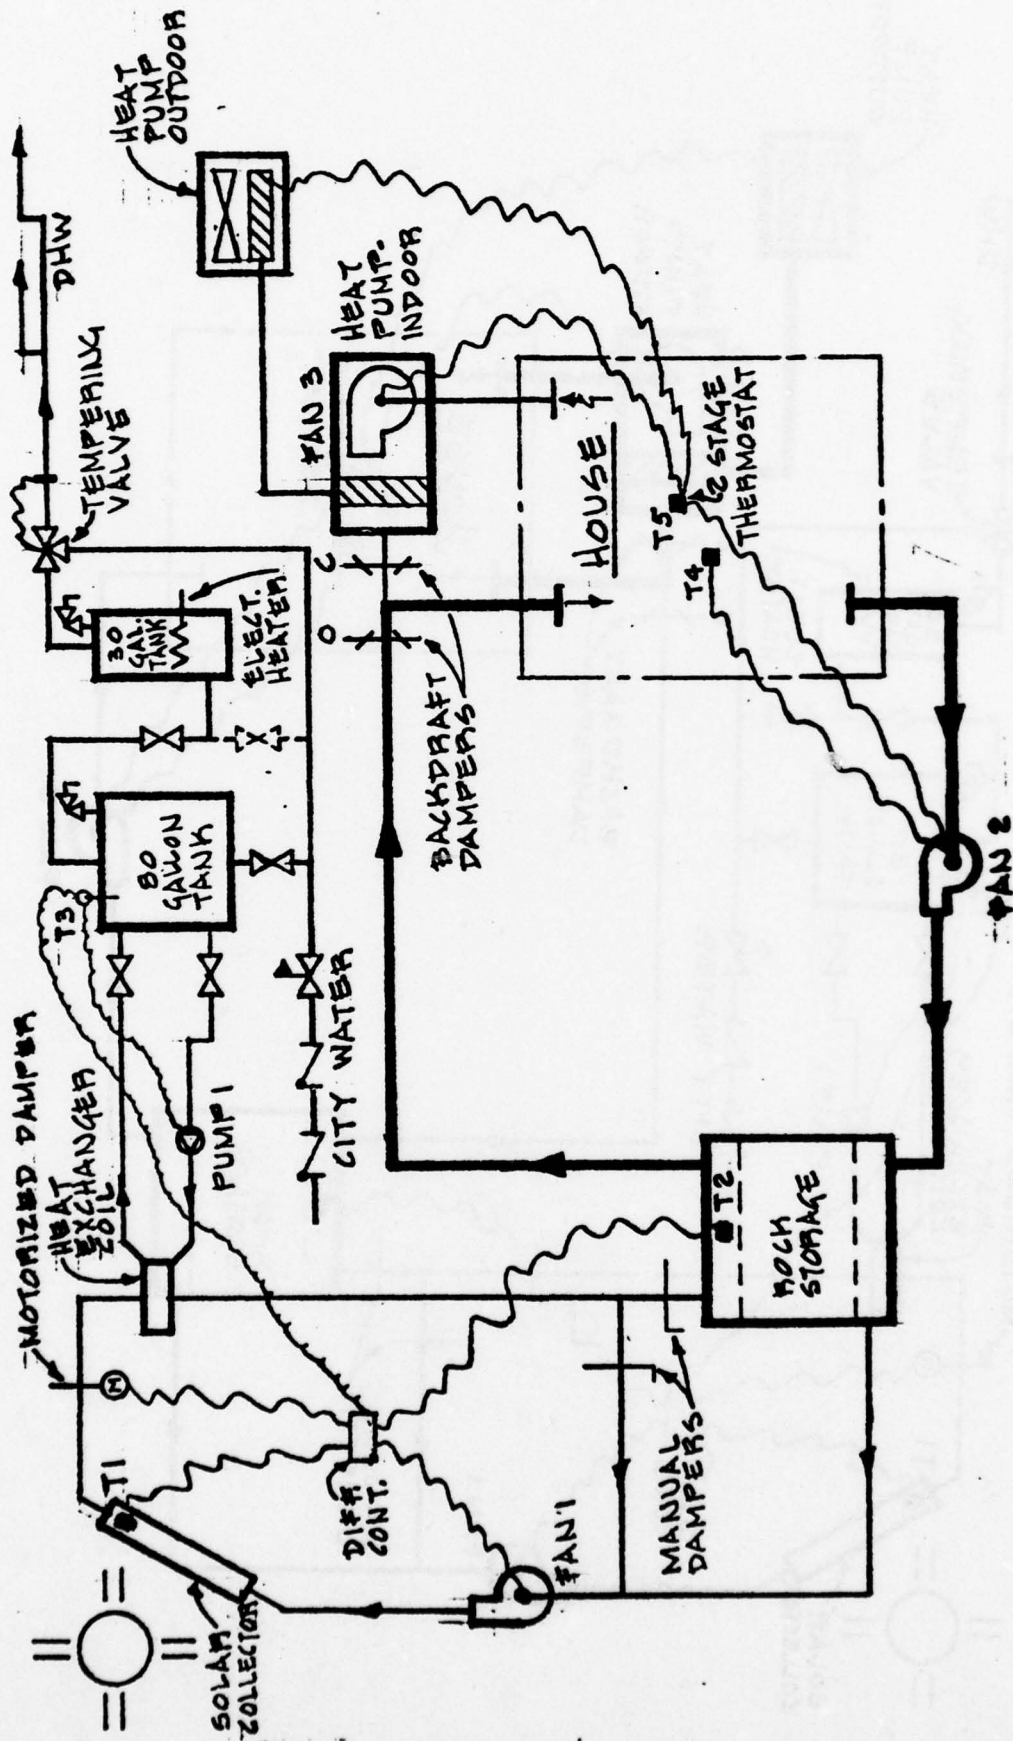 HEAT
PUMP
OUTDOOR
DHW
TEMPERING
VALVE
HEAT
PUMP.
INDOOR
FAN 3
30
GAL.
TANK
ELECT.
HEATER
O
C
BACKDRAFT
DAMPERS
HOUSE
T5
2 STAGE
THERMOSTAT
T4
80
GALLON
TANK
T3
MOTORIZED DAMPER
HEAT
EXCHANGER
COIL
PUMP 1
CITY WATER
FAN 2
T2
ROCK
STORAGE
M
T1
DIFF
CONT.
MANUAL
DAMPERS
FAN 1
SOLAR
COLLECTOR